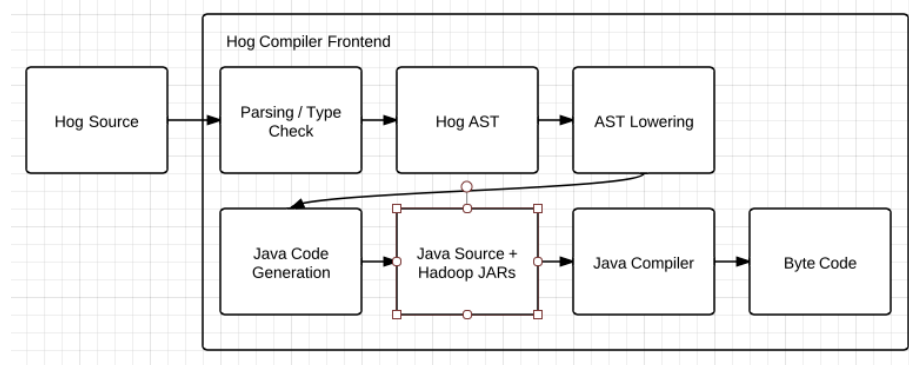 Hog Compiler Frontend
Hog Source
Parsing / Type
Check
Hog AST
AST Lowering
Java Code
Generation
Java Source +
Hadoop JARs
Java Compiler
Byte Code